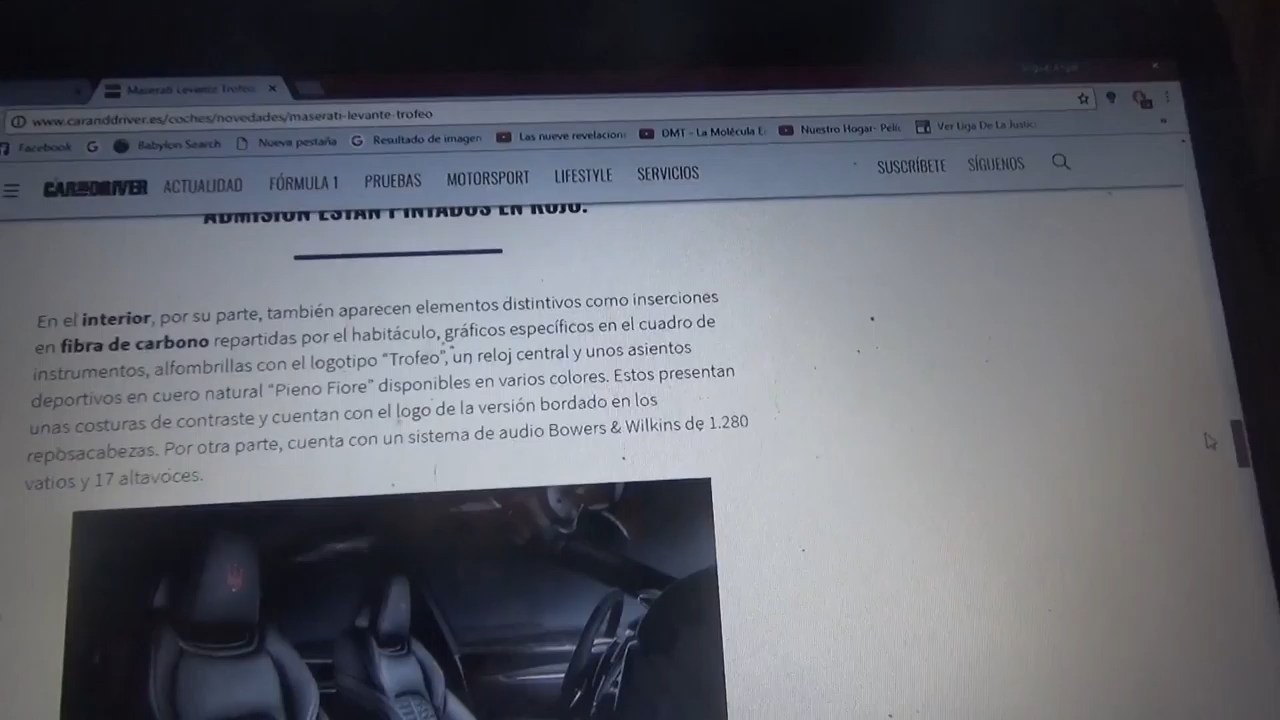 Maserati Levante Trofeo
www.caranddriver.es/coches/novedades/maserati-levante-trofeo
Facebook Babylon Search Nueva pestaña Resultado de imagen Las nueve revelacion DMT - La Molécula E Nuestro Hogar- Pelíc Ver Liga De La Justic
CAR AND DRIVER ACTUALIDAD FÓRMULA 1 PRUEBAS MOTORSPORT LIFESTYLE SERVICIOS SUSCRÍBETE SÍGUENOS
ADMISIÓN ESTÁN PINTADOS EN ROJO.
En el interior, por su parte, también aparecen elementos distintivos como inserciones
en fibra de carbono repartidas por el habitáculo, gráficos específicos en el cuadro de
instrumentos, alfombrillas con el logotipo “Trofeo”, un reloj central y unos asientos
deportivos en cuero natural “Pieno Fiore” disponibles en varios colores. Estos presentan
unas costuras de contraste y cuentan con el logo de la versión bordado en los
reposacabezas. Por otra parte, cuenta con un sistema de audio Bowers & Wilkins de 1.280
vatios y 17 altavoces.